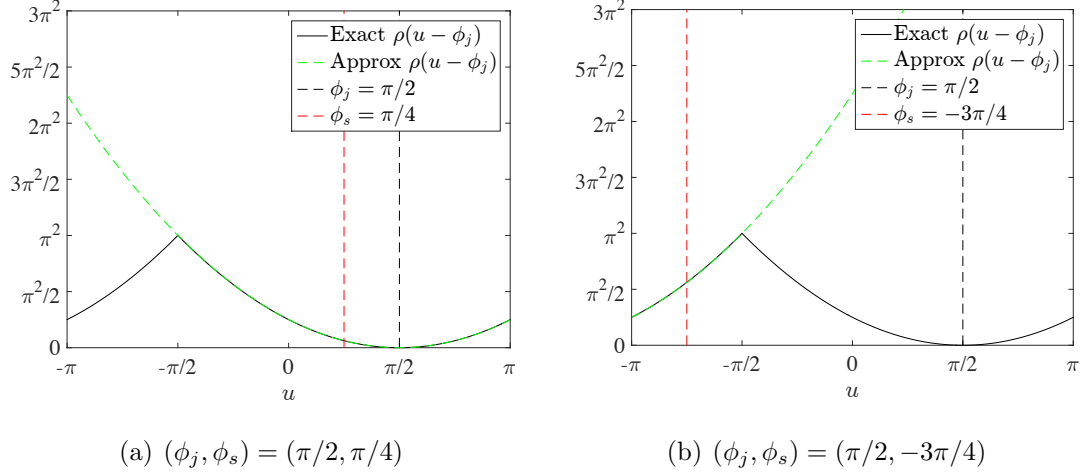 3π²
5π²/2
2π²
3π²/2
π²
π²/2
0
-π
-π/2
0
π/2
π
u
Exact ρ(u − ϕ_j)
Approx ρ(u − ϕ_j)
ϕ_j = π/2
ϕ_s = π/4
(a) (ϕ_j, ϕ_s) = (π/2, π/4)
3π²
5π²/2
2π²
3π²/2
π²
π²/2
0
-π
-π/2
0
π/2
π
u
Exact ρ(u − ϕ_j)
Approx ρ(u − ϕ_j)
ϕ_j = π/2
ϕ_s = −3π/4
(b) (ϕ_j, ϕ_s) = (π/2, −3π/4)